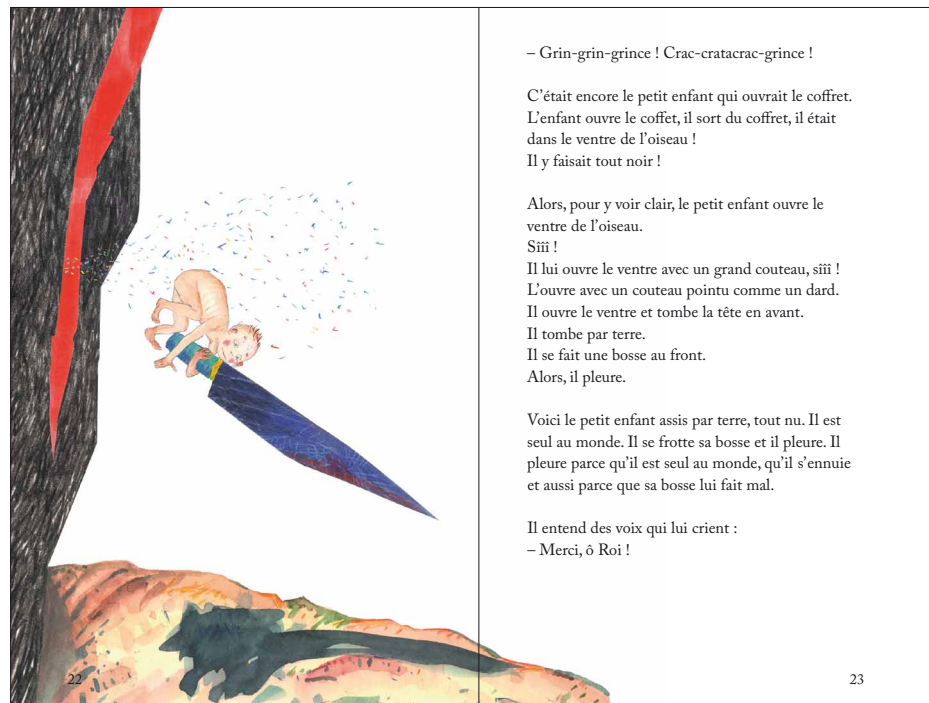 – Grin-grin-grince ! Crac-cratacrac-grince !
C’était encore le petit enfant qui ouvrait le coffret.
L’enfant ouvre le coffet, il sort du coffret, il était
dans le ventre de l’oiseau !
Il y faisait tout noir !
Alors, pour y voir clair, le petit enfant ouvre le
ventre de l’oiseau.
Sîîî !
Il lui ouvre le ventre avec un grand couteau, sîîî !
L’ouvre avec un couteau pointu comme un dard.
Il ouvre le ventre et tombe la tête en avant.
Il tombe par terre.
Il se fait une bosse au front.
Alors, il pleure.
Voici le petit enfant assis par terre, tout nu. Il est
seul au monde. Il se frotte sa bosse et il pleure. Il
pleure parce qu’il est seul au monde, qu’il s’ennuie
et aussi parce que sa bosse lui fait mal.
Il entend des voix qui lui crient :
– Merci, ô Roi !
22
23